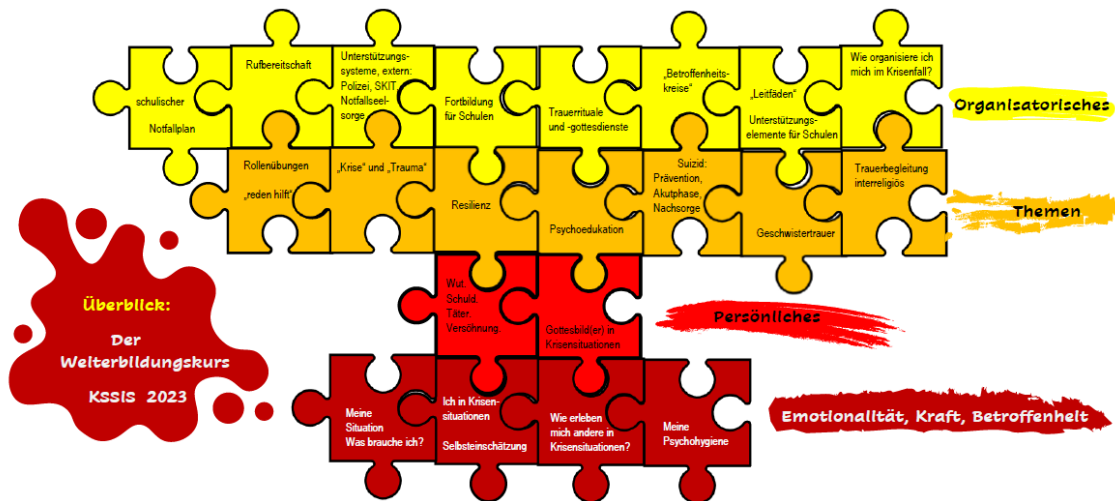 schulischer
Notfallplan
Rufbereitschaft
Unterstützungs-
systeme, extern:
Polizei, SKIT,
Notfallseel-
sorge
Fortbildung
für Schulen
Trauerrituale
und -gottesdienste
„Betroffenheits-
kreise“
„Leitfäden“
Unterstützungs-
elemente für Schulen
Wie organisiere ich
mich im Krisenfall?
Organisatorisches
Rollenübungen
„reden hilft“
„Krise“ und „Trauma“
Resilienz
Psychoedukation
Suizid:
Prävention,
Akutphase,
Nachsorge
Geschwistertrauer
Trauerbegleitung
interreligiös
Themen
Überblick:
Der
Weiterbildungskurs
KSSIS 2023
Wut.
Schuld.
Täter.
Versöhnung.
Gottesbild(er) in
Krisensituationen
Persönliches
Meine
Situation
Was brauche ich?
Ich in Krisen-
situationen
Selbsteinschätzung
Wie erleben
mich andere in
Krisensituationen?
Meine
Psychohygiene
Emotionalität, Kraft, Betroffenheit